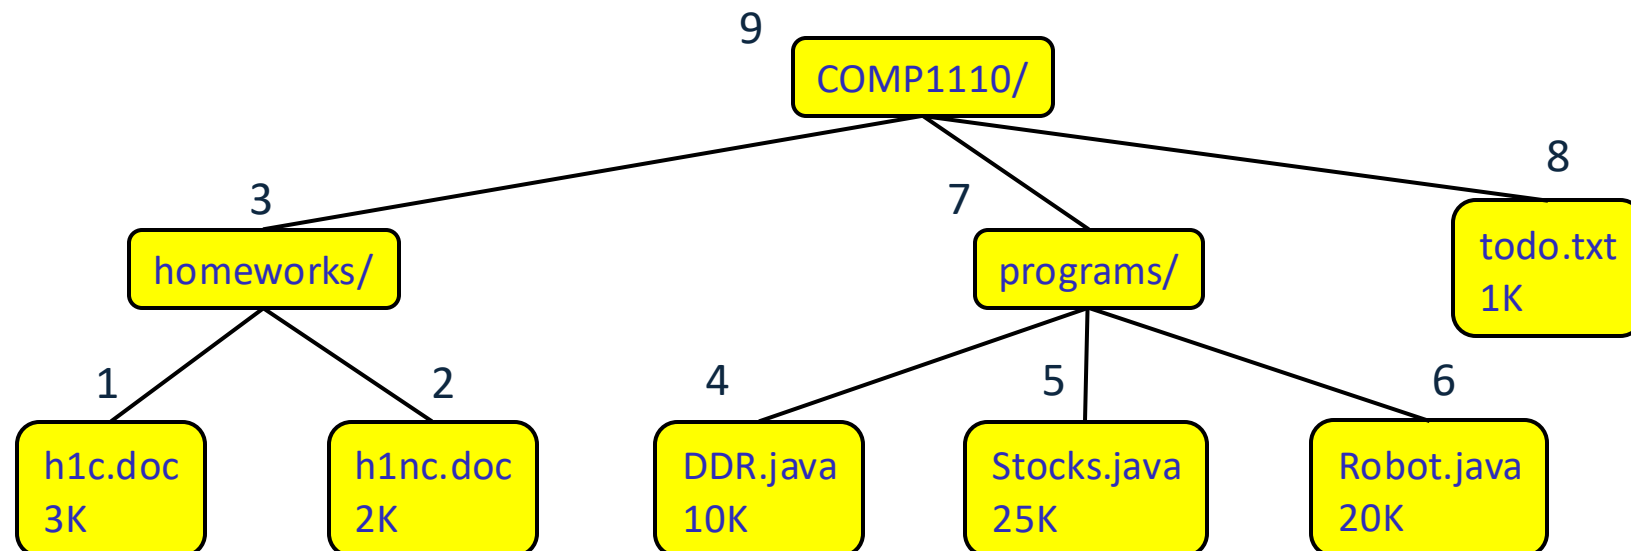 9
COMP1110/
8
3
7
todo.txt
1K
homeworks/
programs/
1
2
4
5
6
h1c.doc
3K
h1nc.doc
2K
DDR.java
10K
Stocks.java
25K
Robot.java
20K